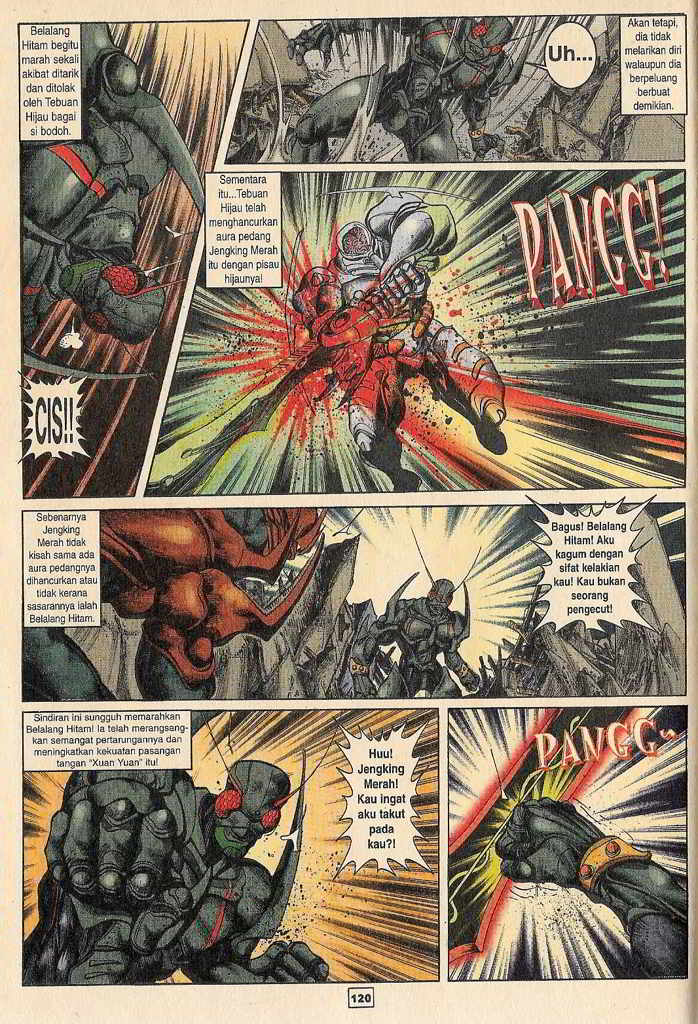 Belalang
Hitam begitu
marah sekali
akibat ditarik
dan ditolak
oleh Tebuan
Hijau bagai
si bodoh.
CIS!!
Uh...
Akan tetapi,
dia tidak
melarikan diri
walaupun dia
berpeluang
berbuat
demikian.
Sementara
itu...Tebuan
Hijau telah
menghancurkan
aura pedang
Jengking Merah
itu dengan pisau
hijaunya!
PANGG!
Sebenarnya
Jengking
Merah tidak
kisah sama ada
aura pedangnya
dihancurkan atau
tidak kerana
sasarannya ialah
Belalang Hitam.
Bagus! Belalang
Hitam! Aku
kagum dengan
sifat kelakian
kau! Kau bukan
seorang
pengecut!
Sindiran ini sungguh memarahkan
Belalang Hitam! Ia telah merangsang-
kan semangat pertarungannya dan
meningkatkan kekuatan pasangan
tangan "Xuan Yuan" itu!
Huu!
Jengking
Merah!
Kau ingat
aku takut
pada
kau?!
PANGG~
120